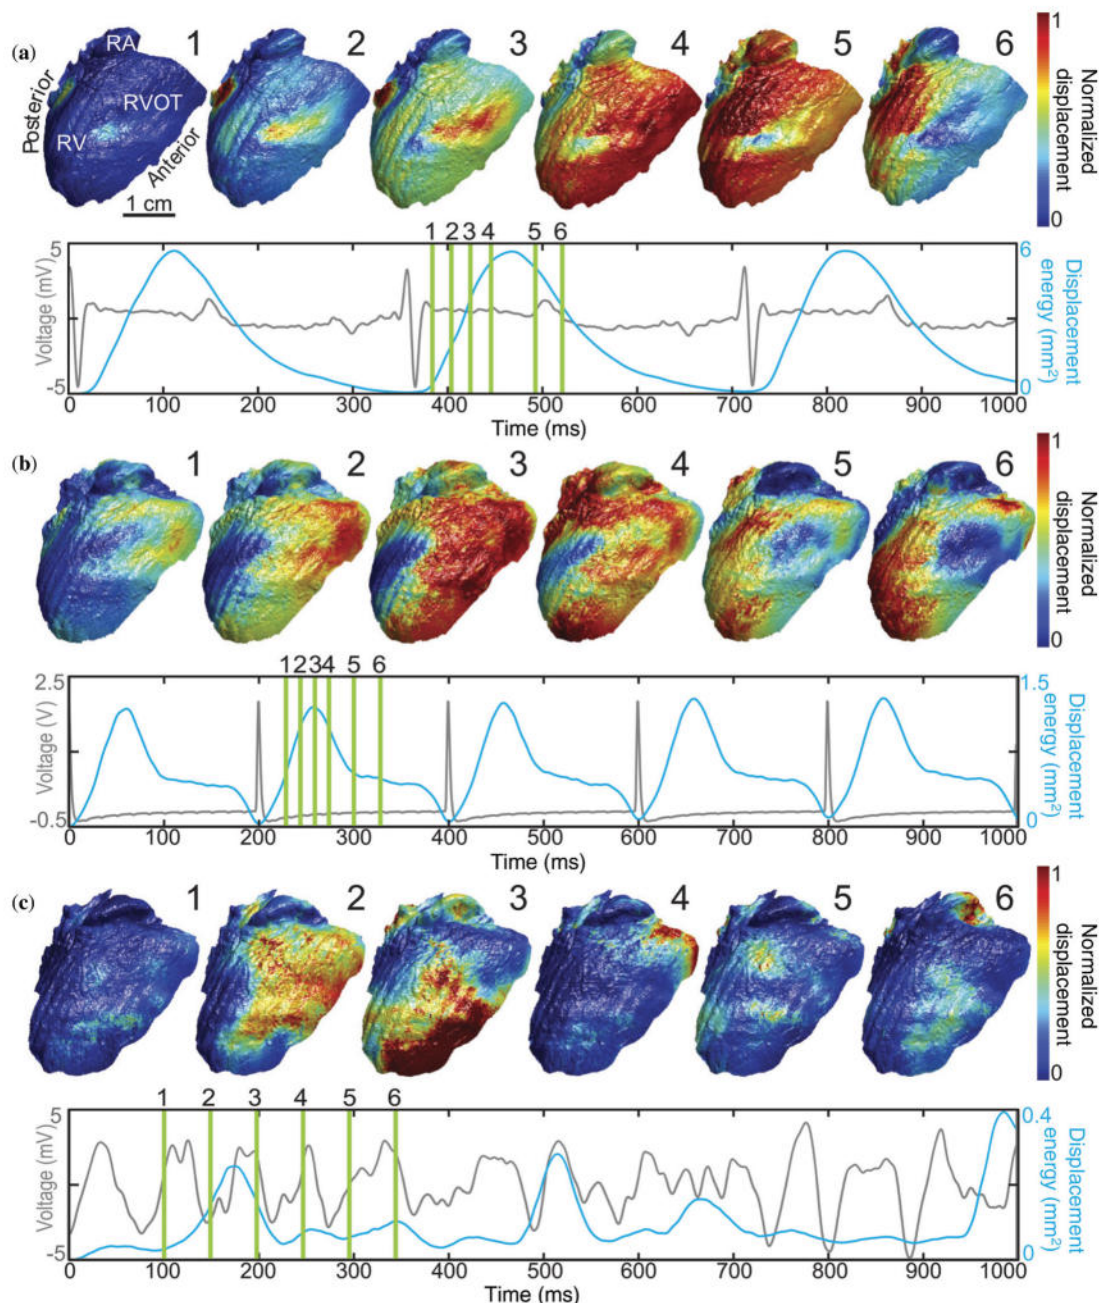 (a)
RA
1 2 3 4 5 6
Posterior
RVOT
RV
Anterior
1 cm
1
Normalized
displacement
0
1 2 3 4 5 6
5
Voltage (mV)
-5
6
Displacement
energy (mm²)
0
0 100 200 300 400 500 600 700 800 900 1000
Time (ms)
(b)
1 2 3 4 5 6
1
Normalized
displacement
0
1 2 3 4 5 6
2.5
Voltage (V)
-0.5
1.5
Displacement
energy (mm²)
0
0 100 200 300 400 500 600 700 800 900 1000
Time (ms)
(c)
1 2 3 4 5 6
1
Normalized
displacement
0
1 2 3 4 5 6
5
Voltage (mV)
-5
0.4
Displacement
energy (mm²)
0
0 100 200 300 400 500 600 700 800 900 1000
Time (ms)